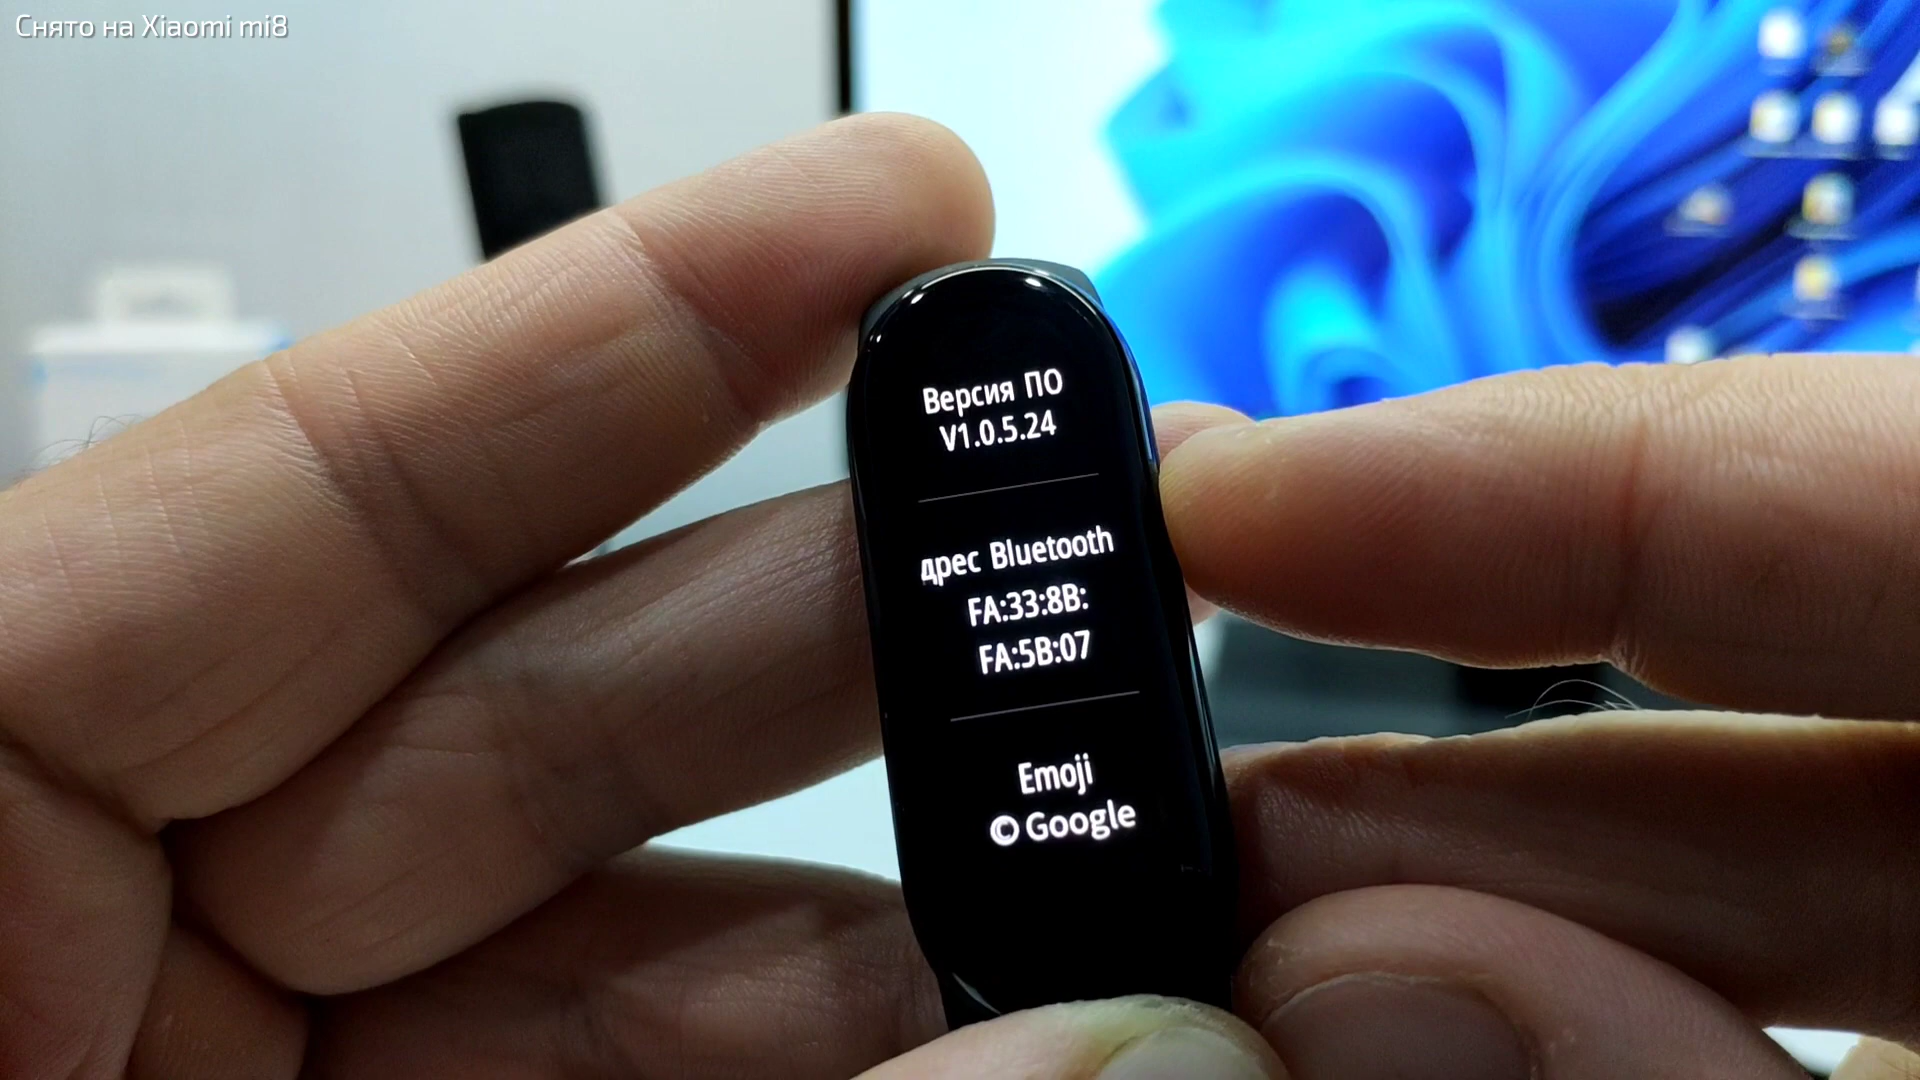 Снято на Xiaomi mi8
Версия ПО
V1.0.5.24
дрес Bluetooth
FA:33:8B:
FA:5B:07
Emoji
© Google